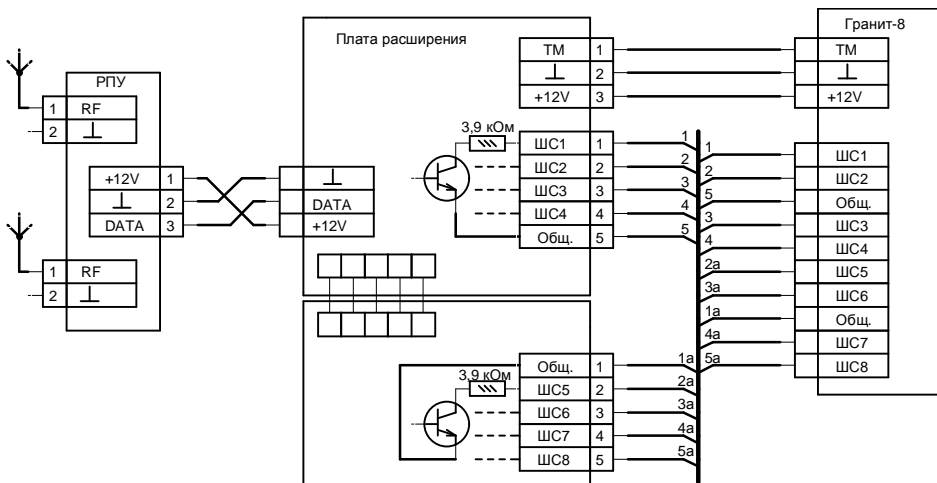 Гранит-8
Плата расширения
РПУ
1 RF
2 ⊥
+12V 1
⊥ 2
DATA 3
1 RF
2 ⊥
⊥
DATA
+12V
ТМ 1
⊥ 2
+12V 3
3,9 кОм
ШС1 1
ШС2 2
ШС3 3
ШС4 4
Общ. 5
3,9 кОм
Общ. 1
ШС5 2
ШС6 3
ШС7 4
ШС8 5
1
2
3
4
5
1а
2а
3а
4а
5а
ТМ
⊥
+12V
1 ШС1
2 ШС2
5 Общ.
3 ШС3
4 ШС4
2а ШС5
3а ШС6
1а Общ.
4а ШС7
5а ШС8